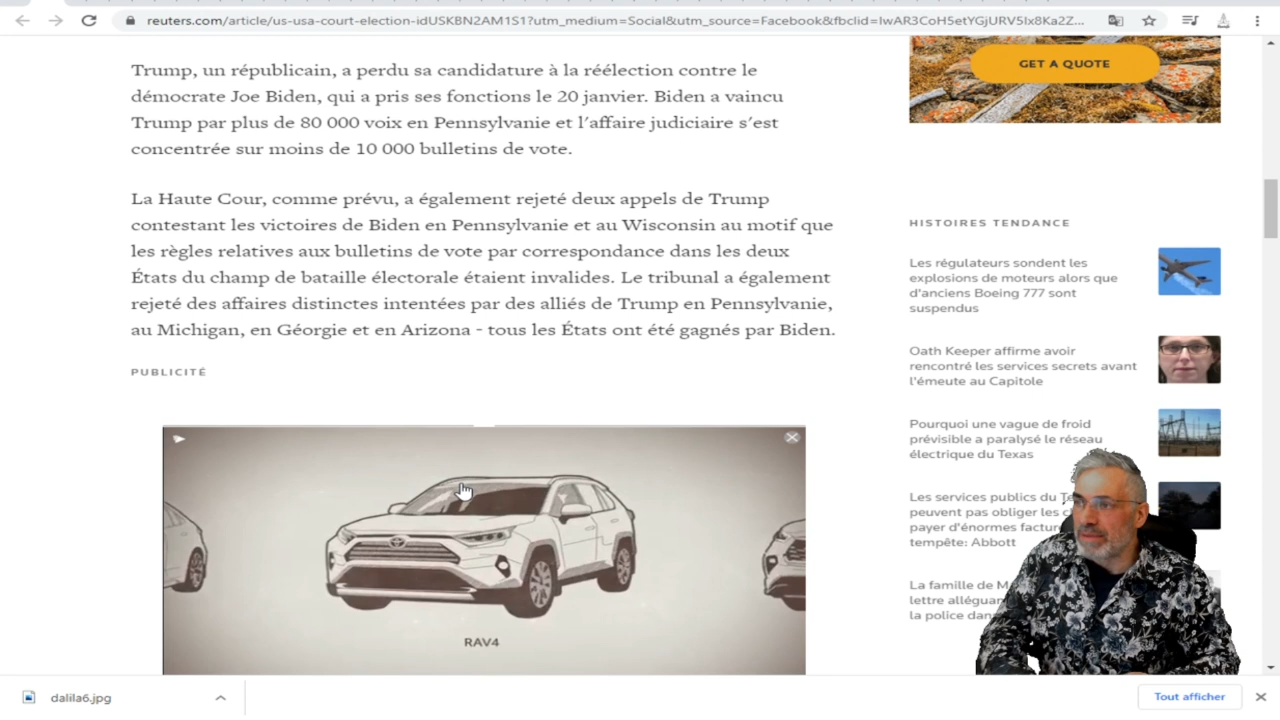 reuters.com/article/us-usa-court-election-idUSKBN2AM1S1?utm_medium=Social&utm_source=Facebook&fbclid=IwAR3CoH5etYGjURV5Ix8Ka2Z...
Trump, un républicain, a perdu sa candidature à la réélection contre le
démocrate Joe Biden, qui a pris ses fonctions le 20 janvier. Biden a vaincu
Trump par plus de 80 000 voix en Pennsylvanie et l'affaire judiciaire s'est
concentrée sur moins de 10 000 bulletins de vote.
La Haute Cour, comme prévu, a également rejeté deux appels de Trump
contestant les victoires de Biden en Pennsylvanie et au Wisconsin au motif que
les règles relatives aux bulletins de vote par correspondance dans les deux
États du champ de bataille électorale étaient invalides. Le tribunal a également
rejeté des affaires distinctes intentées par des alliés de Trump en Pennsylvanie,
au Michigan, en Géorgie et en Arizona - tous les États ont été gagnés par Biden.
PUBLICITÉ
RAV4
GET A QUOTE
HISTOIRES TENDANCE
Les régulateurs sondent les
explosions de moteurs alors que
d'anciens Boeing 777 sont
suspendus
Oath Keeper affirme avoir
rencontré les services secrets avant
l'émeute au Capitole
Pourquoi une vague de froid
prévisible a paralysé le réseau
électrique du Texas
Les services publics du
peuvent pas obliger les
payer d'énormes
tempête: Abbott
La famille de
lettre
la police
dalila6.jpg
Tout afficher